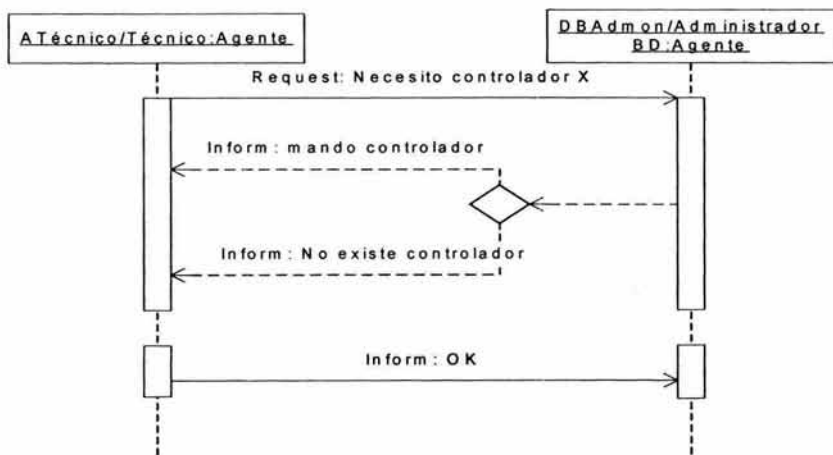 ATécnico/Técnico:Agente
DBAdmon/Administrador
BD:Agente
Request: Necesito controlador X
Inform: mando controlador
Inform: No existe controlador
Inform: OK